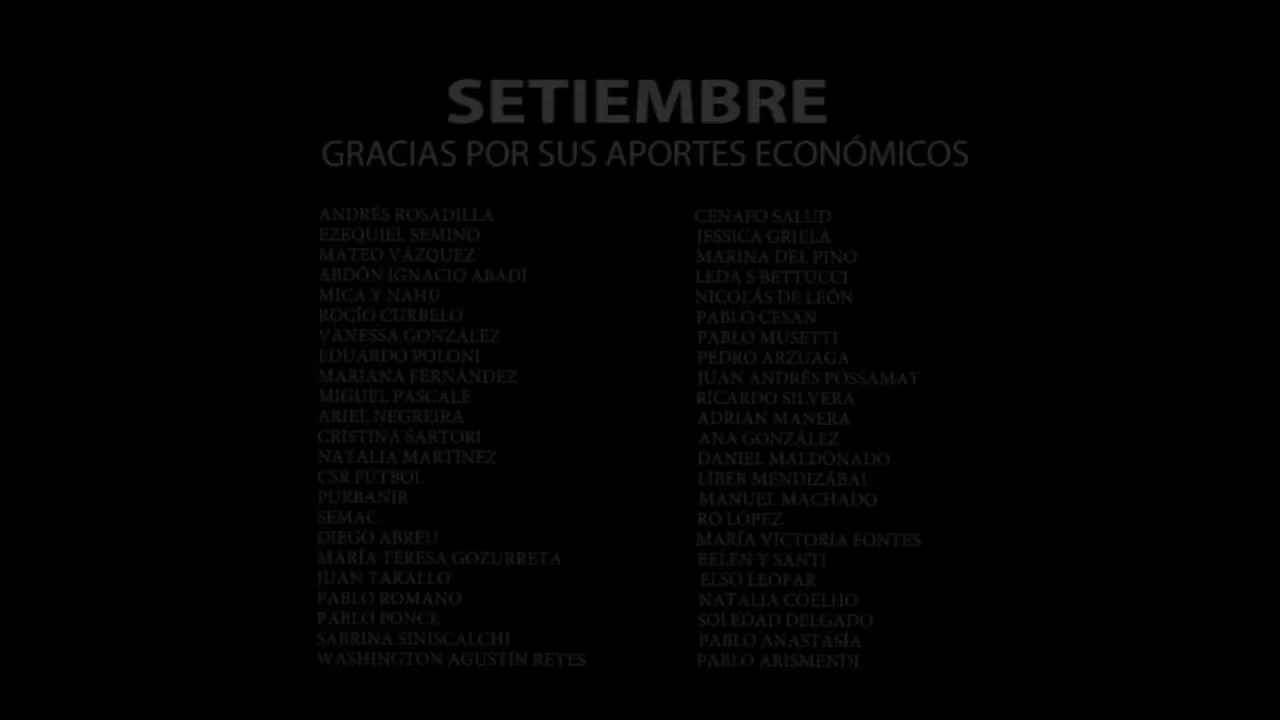 SETIEMBRE
GRACIAS POR SUS APORTES ECONÓMICOS
ANDRÉS ROSADILLA
EZEQUIEL SEMINO
MATEO VÁZQUEZ
ABDÓN IGNACIO ABADÍ
MICA Y NAHU
ROCÍO CURBELO
VANESSA GONZÁLEZ
EDUARDO POLONI
MARIANA FERNÁNDEZ
MIGUEL PASCALE
ARIEL NEGREIRA
CRISTINA SARTORI
NATALIA MARTÍNEZ
CSR FÚTBOL
PURBANIR
SEMAC
DIEGO ABREU
MARÍA TERESA GOZURRETA
JUAN TARALLO
PABLO ROMANO
PABLO PONCE
SABRINA SINISCALCHI
WASHINGTON AGUSTÍN REYES
CENAFO SALUD
JESSICA GRIELA
MARINA DEL PINO
LEDA S BETTUCCI
NICOLÁS DE LEÓN
PABLO CESAN
PABLO MUSETTI
PEDRO ARZUAGA
JUAN ANDRÉS POSSAMAY
RICARDO SILVERA
ADRIÁN MANERA
ANA GONZÁLEZ
DANIEL MALDONADO
LÍBER MENDIZÁBAL
MANUEL MACHADO
RO LÓPEZ
MARÍA VICTORIA FONTES
BELÉN Y SANTI
ELSO LEOFAR
NATALIA COELHO
SOLEDAD DELGADO
PABLO ANASTASÍA
PABLO ARISMENDI